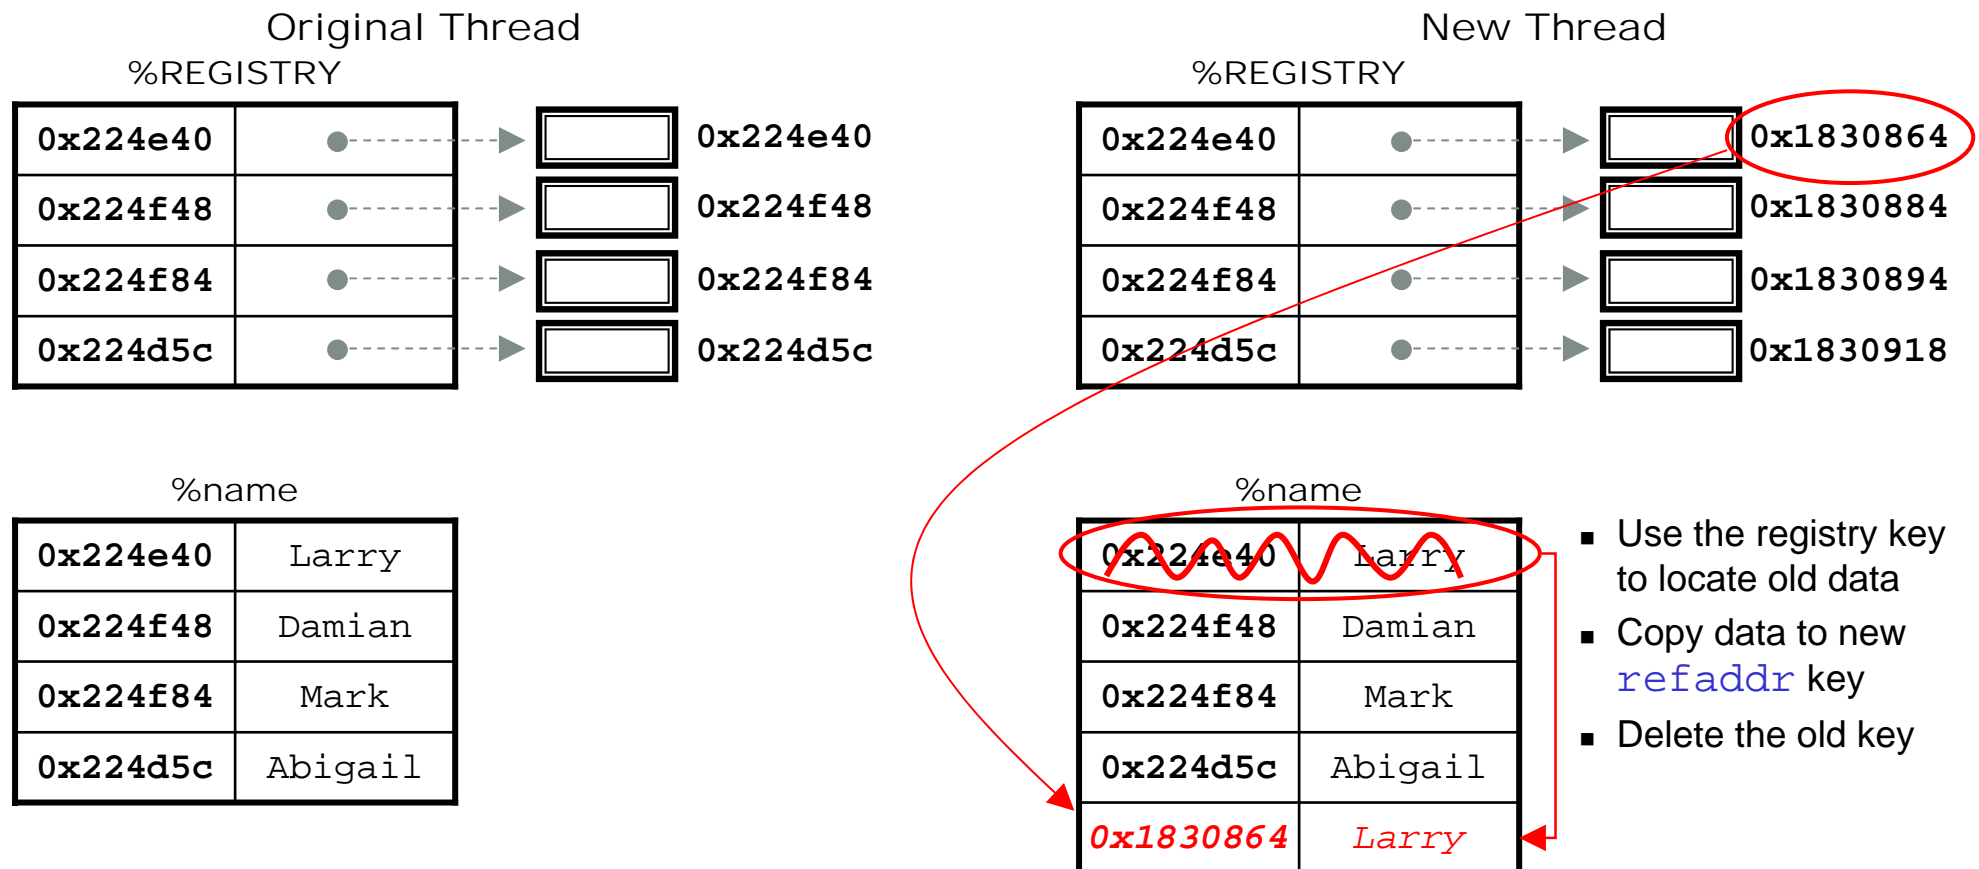 Original Thread
%REGISTRY
0x224e40 0x224e40
0x224f48 0x224f48
0x224f84 0x224f84
0x224d5c 0x224d5c
%name
0x224e40 Larry
0x224f48 Damian
0x224f84 Mark
0x224d5c Abigail
New Thread
%REGISTRY
0x224e40 0x1830864
0x224f48 0x1830884
0x224f84 0x1830894
0x224d5c 0x1830918
%name
0x224e40 Larry
0x224f48 Damian
0x224f84 Mark
0x224d5c Abigail
0x1830864 Larry
▪ Use the registry key
to locate old data
▪ Copy data to new
refaddr key
▪ Delete the old key